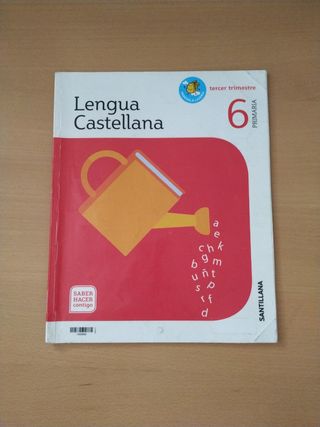 tercer trimestre
Lengua
Castellana
6
PRIMARIA
a
e
k
c h m
g ñ t
b u p
s r f
d
SABER
HACER
contigo
SANTILLANA